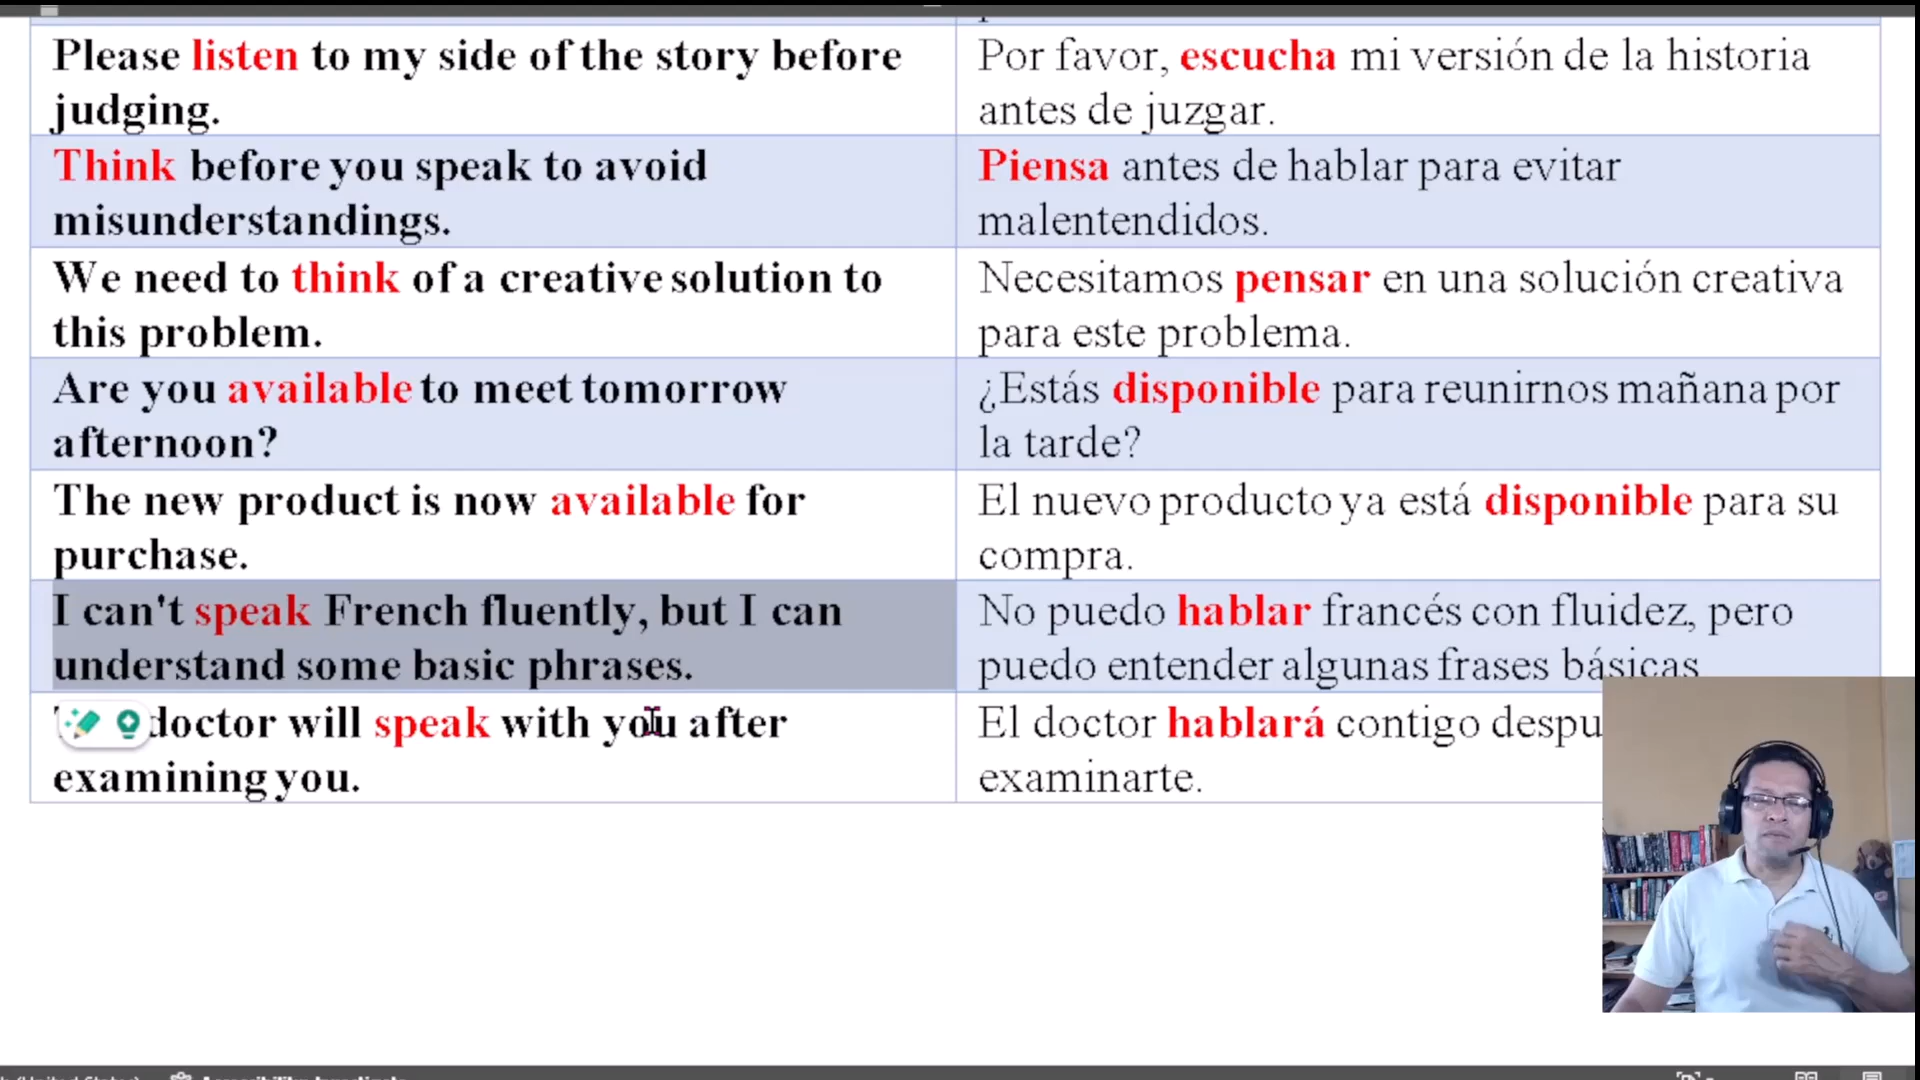 Please listen to my side of the story before
judging.
Por favor, escucha mi versión de la historia
antes de juzgar.
Think before you speak to avoid
misunderstandings.
Piensa antes de hablar para evitar
malentendidos.
We need to think of a creative solution to
this problem.
Necesitamos pensar en una solución creativa
para este problema.
Are you available to meet tomorrow
afternoon?
¿Estás disponible para reunirnos mañana por
la tarde?
The new product is now available for
purchase.
El nuevo producto ya está disponible para su
compra.
I can't speak French fluently, but I can
understand some basic phrases.
No puedo hablar francés con fluidez, pero
puedo entender algunas frases básicas
doctor will speak with you after
examining you.
El doctor hablará contigo despu
examinarte.